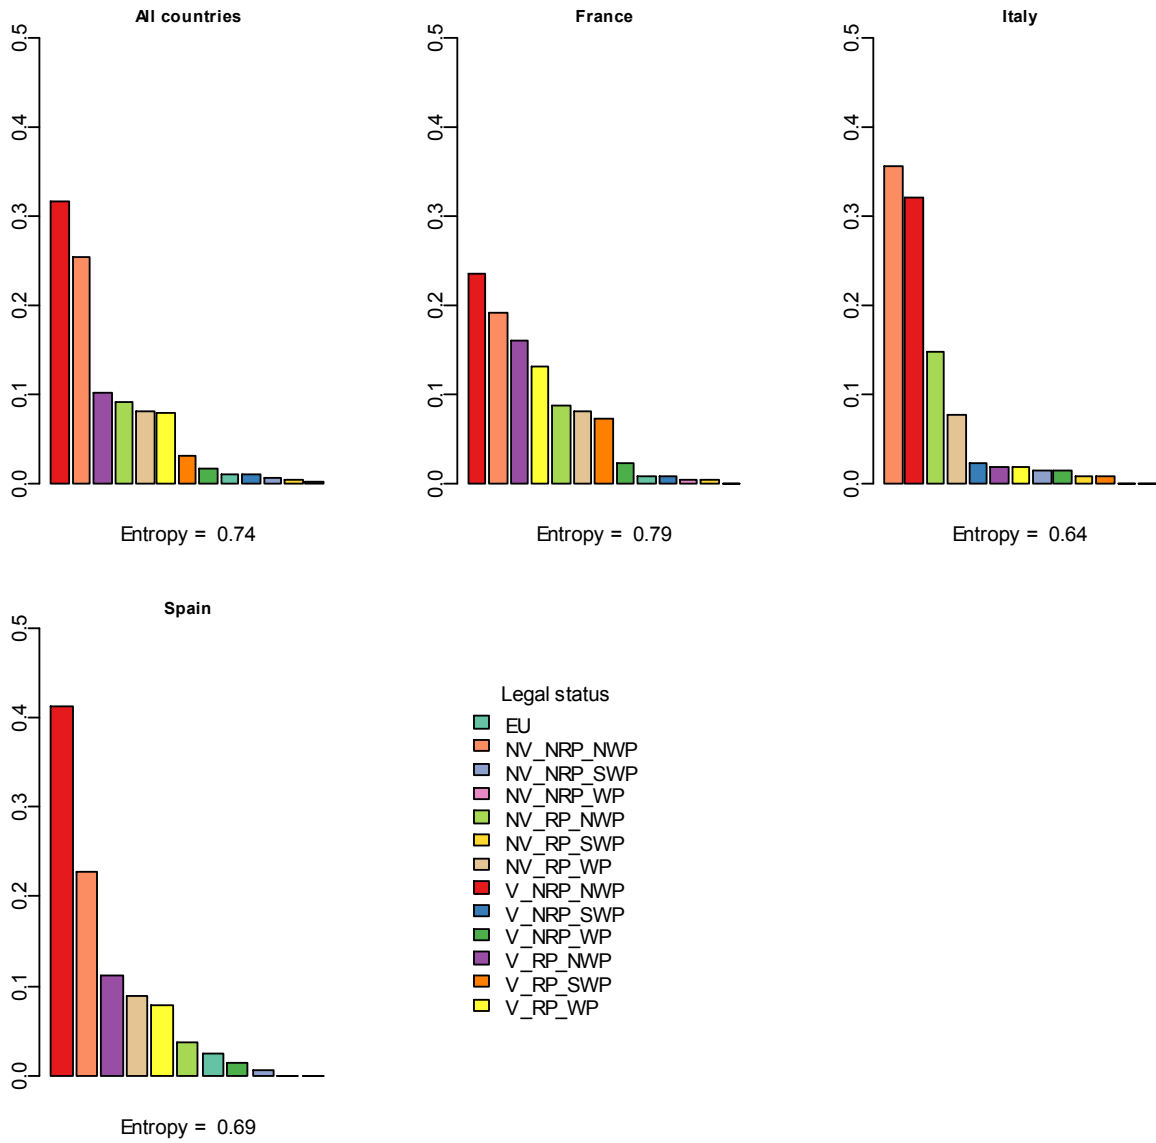 All countries
0.0 0.1 0.2 0.3 0.4 0.5
Entropy = 0.74
France
0.0 0.1 0.2 0.3 0.4 0.5
Entropy = 0.79
Italy
0.0 0.1 0.2 0.3 0.4 0.5
Entropy = 0.64
Spain
0.0 0.1 0.2 0.3 0.4 0.5
Entropy = 0.69
Legal status
EU
NV_NRP_NWP
NV_NRP_SWP
NV_NRP_WP
NV_RP_NWP
NV_RP_SWP
NV_RP_WP
V_NRP_NWP
V_NRP_SWP
V_NRP_WP
V_RP_NWP
V_RP_SWP
V_RP_WP